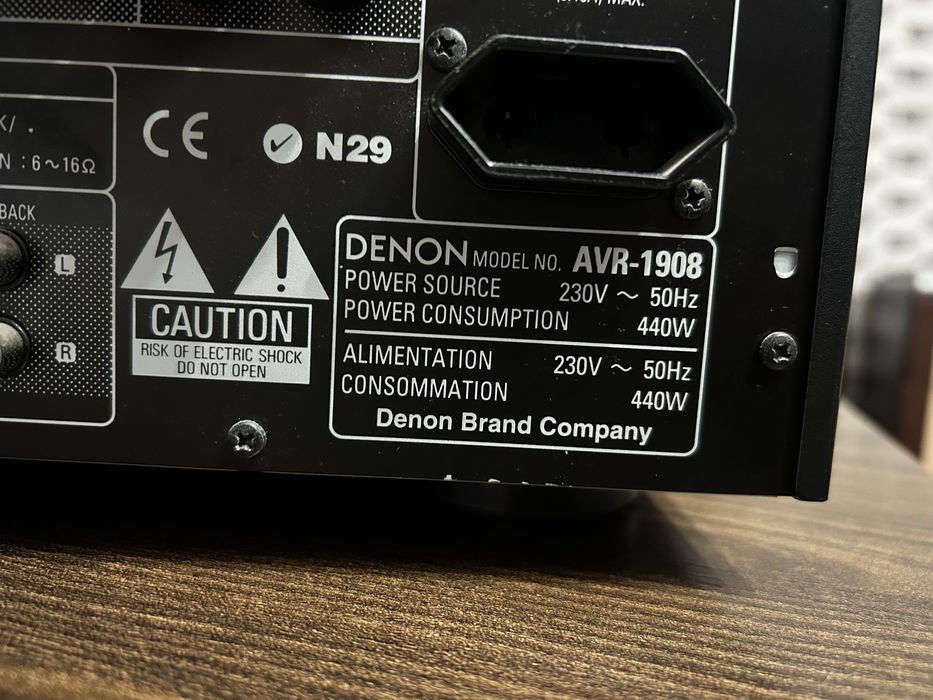 MAX.
K/ .
N : 6～16Ω
CE
N29
BACK
L
R
CAUTION
RISK OF ELECTRIC SHOCK
DO NOT OPEN
DENON MODEL NO. AVR-1908
POWER SOURCE 230V ～ 50Hz
POWER CONSUMPTION 440W
ALIMENTATION 230V ～ 50Hz
CONSOMMATION 440W
Denon Brand Company